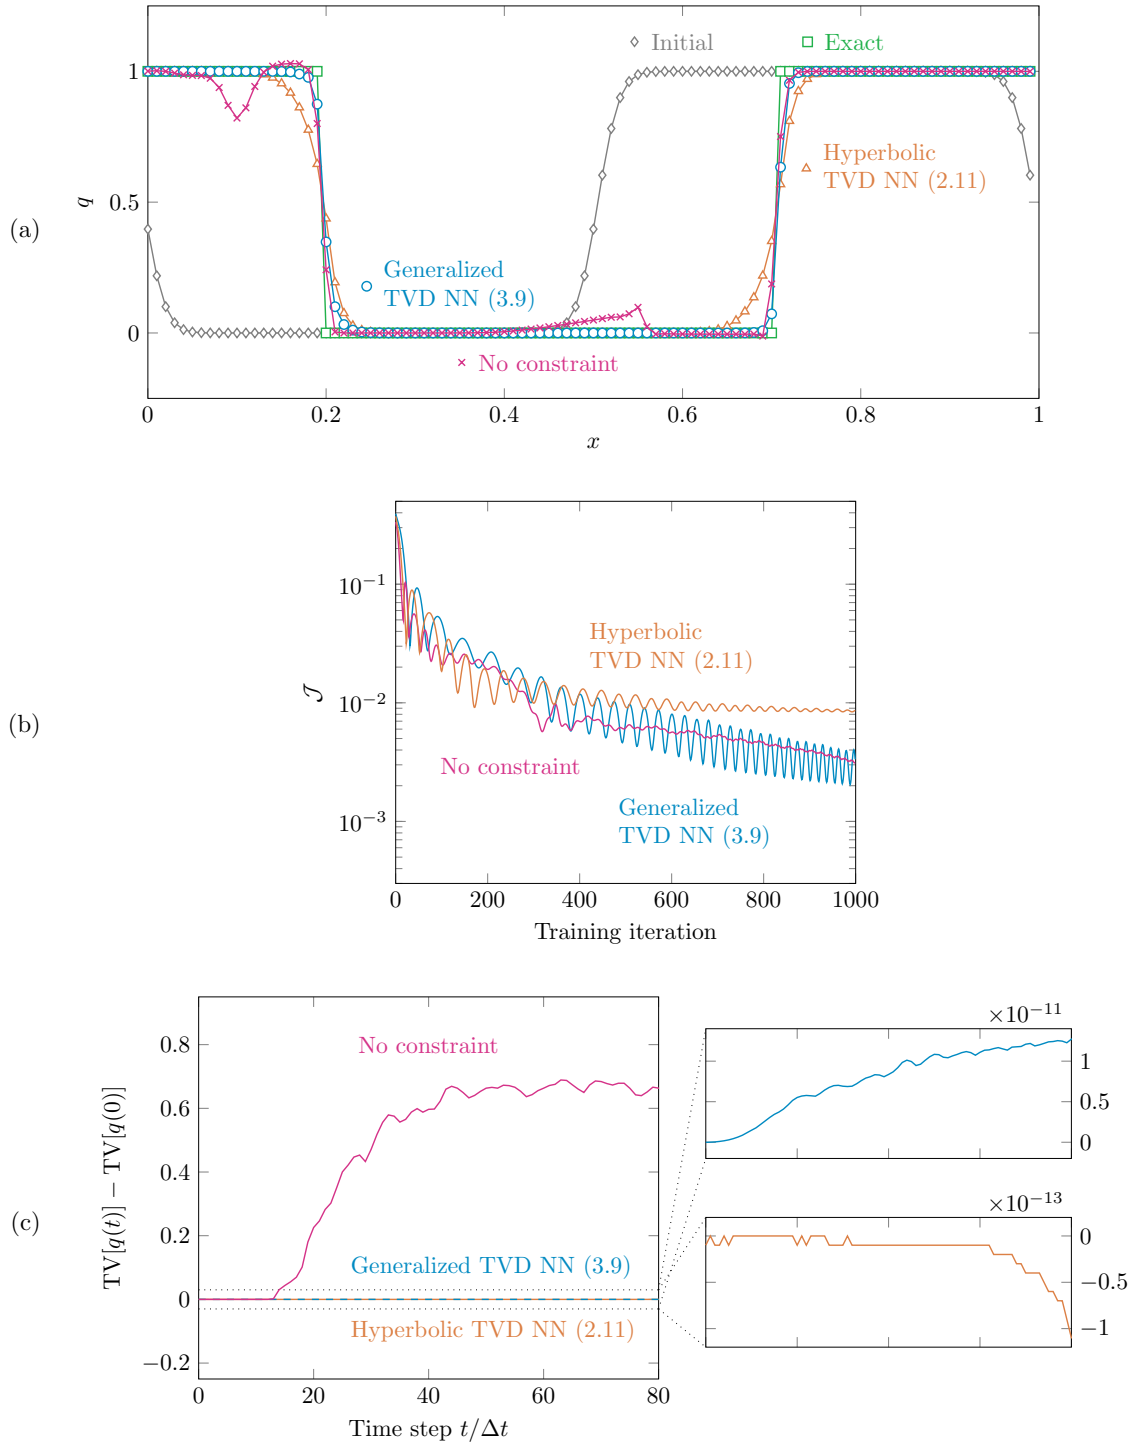 (a)
q
1
0.5
0
Initial
Exact
Hyperbolic
TVD NN (2.11)
Generalized
TVD NN (3.9)
No constraint
0 0.2 0.4 0.6 0.8 1
x
(b)
𝒥
10⁻¹
10⁻²
10⁻³
Hyperbolic
TVD NN (2.11)
No constraint
Generalized
TVD NN (3.9)
0 200 400 600 800 1000
Training iteration
(c)
TV[q(t)] − TV[q(0)]
0.8
0.6
0.4
0.2
0
−0.2
No constraint
Generalized TVD NN (3.9)
Hyperbolic TVD NN (2.11)
0 20 40 60 80
Time step t/Δt
×10⁻¹¹
1
0.5
0
×10⁻¹³
0
−0.5
−1